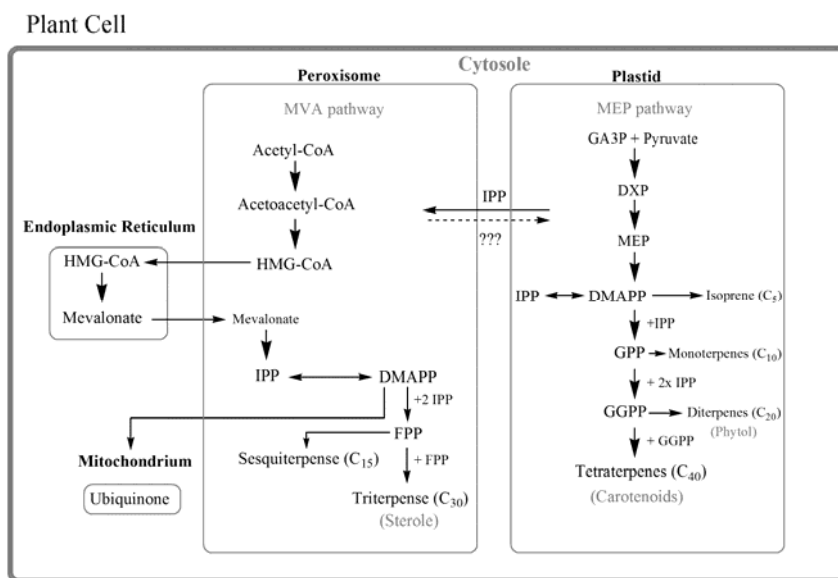 Plant Cell
Cytosole
Peroxisome
MVA pathway
Acetyl-CoA
Acetoacetyl-CoA
HMG-CoA
Endoplasmic Reticulum
HMG-CoA
Mevalonate
Mevalonate
IPP
DMAPP
+2 IPP
FPP
Sesquiterpense (C15)
+ FPP
Triterpense (C30)
(Sterole)
Mitochondrium
Ubiquinone
IPP
???
Plastid
MEP pathway
GA3P + Pyruvate
DXP
MEP
IPP
DMAPP
Isoprene (C5)
+IPP
GPP
Monoterpenes (C10)
+ 2x IPP
GGPP
Diterpenes (C20)
(Phytol)
+ GGPP
Tetraterpenes (C40)
(Carotenoids)